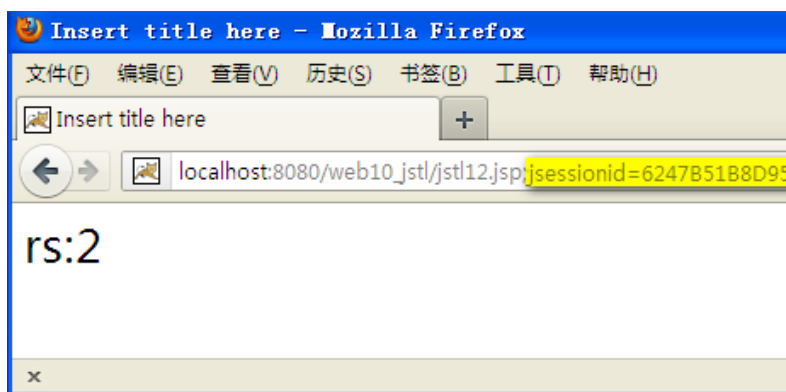 Insert title here - Mozilla Firefox
文件(F) 编辑(E) 查看(V) 历史(S) 书签(B) 工具(T) 帮助(H)
Insert title here +
localhost:8080/web10_jstl/jstl12.jsp;jsessionid=6247B51B8D95
rs:2
×